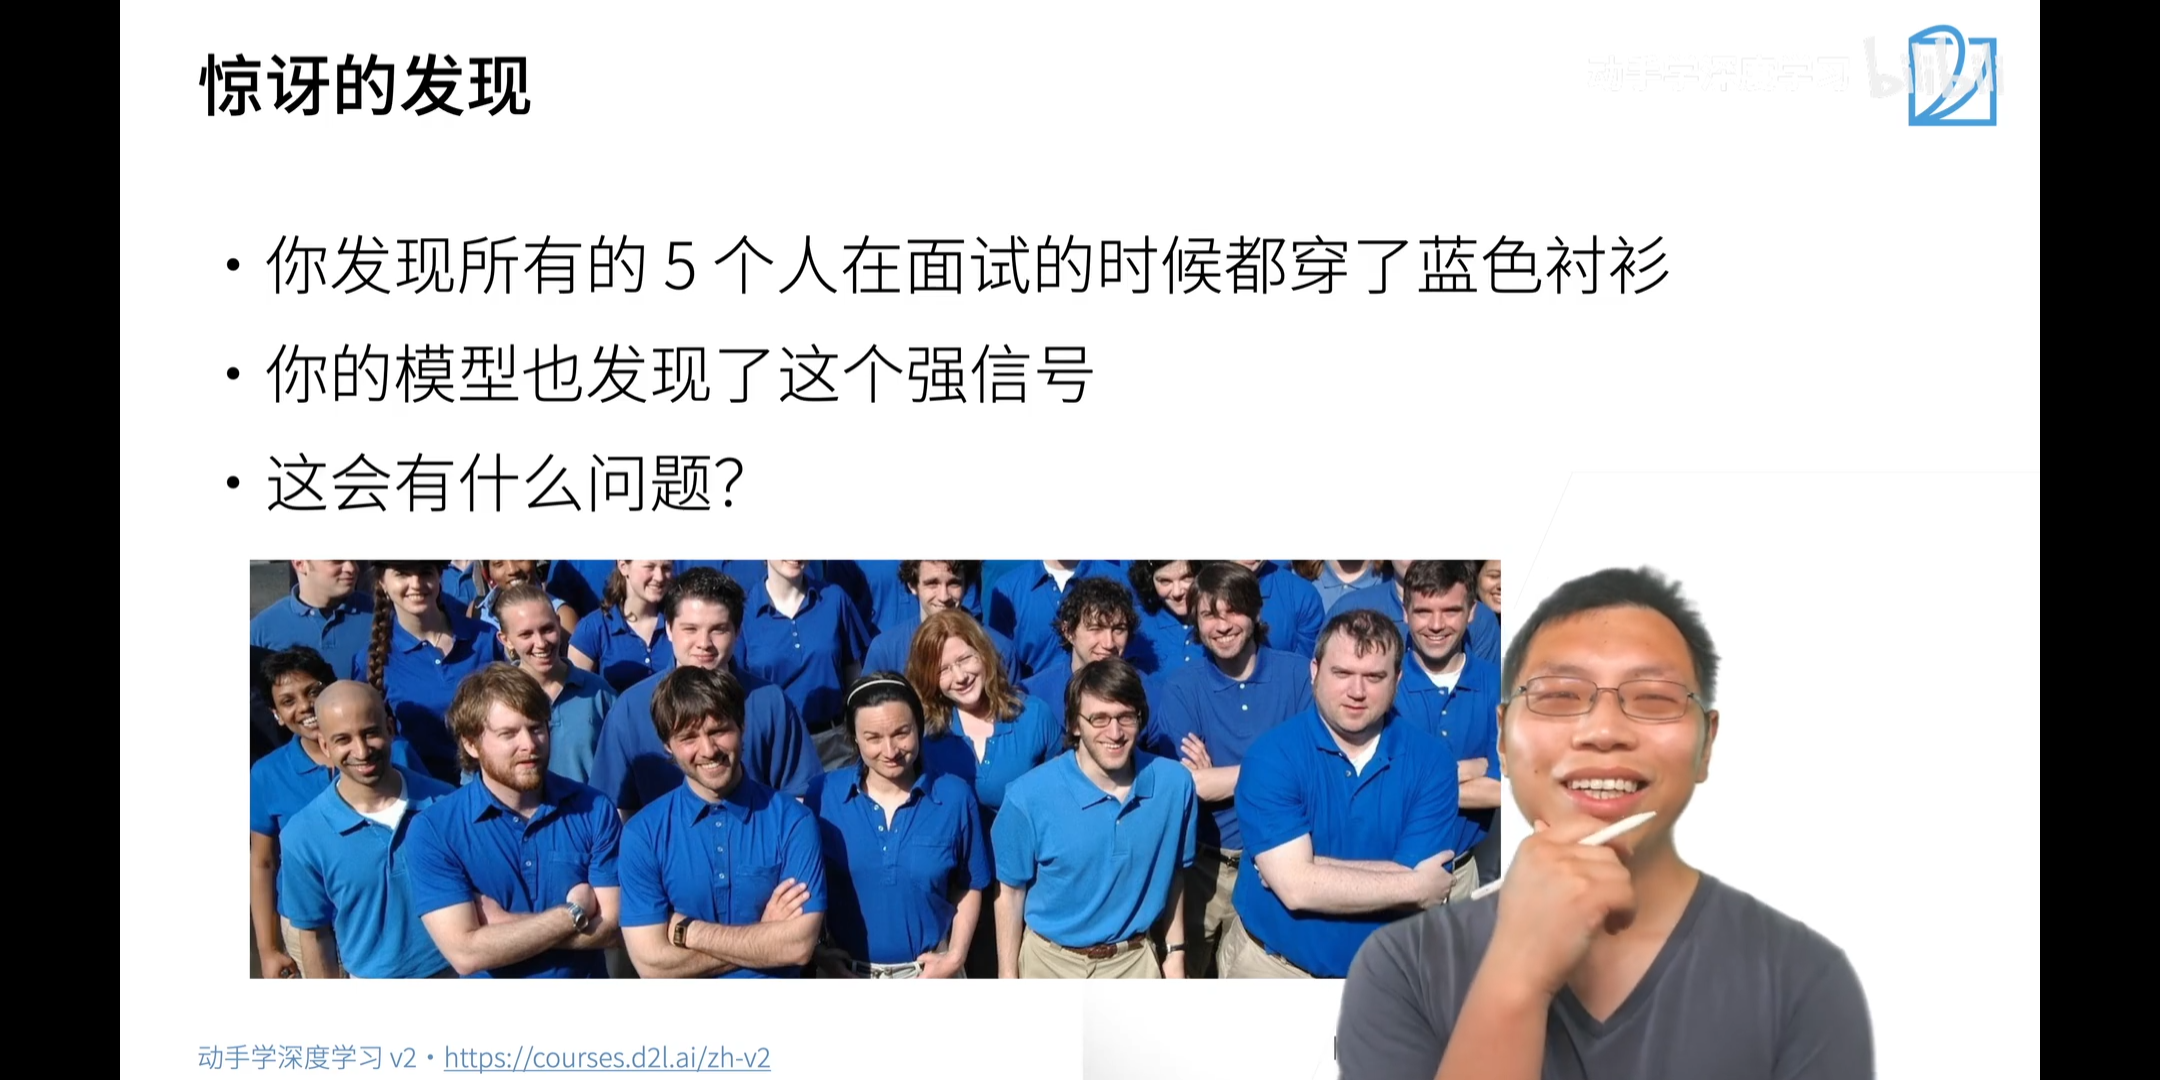 惊讶的发现
动手学深度学习 bilibili
• 你发现所有的 5 个人在面试的时候都穿了蓝色衬衫
• 你的模型也发现了这个强信号
• 这会有什么问题？
动手学深度学习 v2 • https://courses.d2l.ai/zh-v2